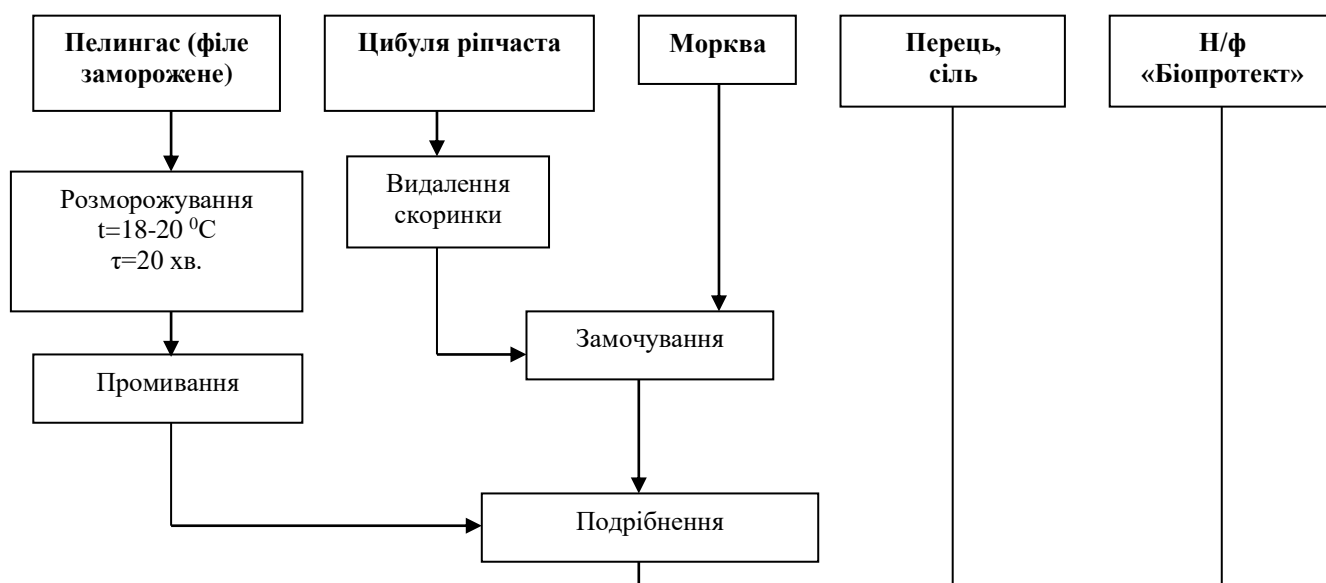 Пелингас (філе
заморожене)
Цибуля ріпчаста
Морква
Перець,
сіль
Н/ф
«Біопротект»
Розморожування
t=18-20 ⁰С
τ=20 хв.
Видалення
скоринки
Замочування
Промивання
Подрібнення